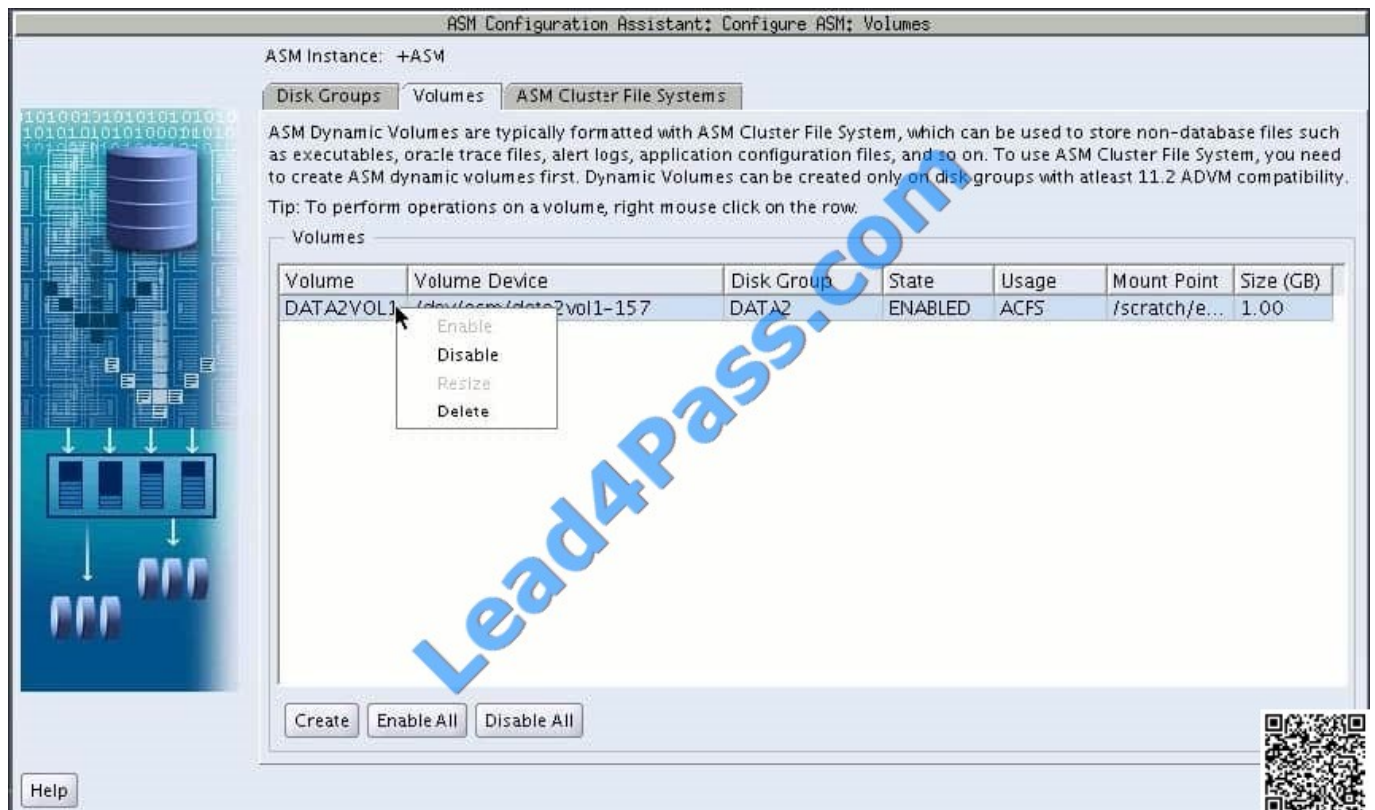 ASM Configuration Assistant: Configure ASM: Volumes
ASM Instance: +ASM
Disk Groups Volumes ASM Cluster File Systems
ASM Dynamic Volumes are typically formatted with ASM Cluster File System, which can be used to store non-database files such
as executables, oracle trace files, alert logs, application configuration files, and so on. To use ASM Cluster File System, you need
to create ASM dynamic volumes first. Dynamic Volumes can be created only on disk groups with atleast 11.2 ADVM compatibility.
Tip: To perform operations on a volume, right mouse click on the row.
Volumes
Volume Volume Device Disk Group State Usage Mount Point Size (GB)
DATA2VOL1 /dev/asm/data2vol1-157 DATA2 ENABLED ACFS /scratch/e... 1.00
Enable
Disable
Resize
Delete
Lead4Pass.com
Create Enable All Disable All
Help